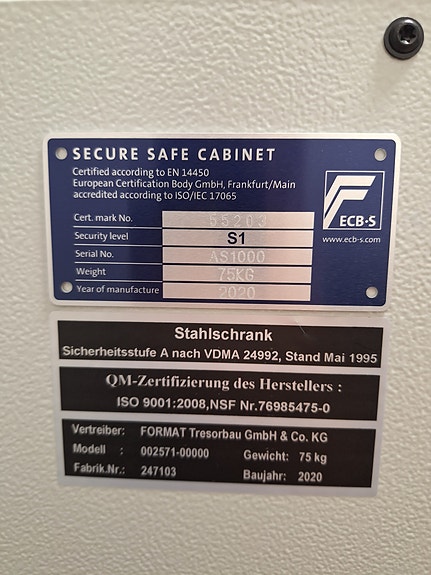 SECURE SAFE CABINET
Certified according to EN 14450
European Certification Body GmbH, Frankfurt/Main
accredited according to ISO/IEC 17065
ECB·S
www.ecb-s.com
Cert. mark No. 55203
Security level S1
Serial No. AS1000
Weight 75KG
Year of manufacture 2020
Stahlschrank
Sicherheitsstufe A nach VDMA 24992, Stand Mai 1995
QM-Zertifizierung des Herstellers :
ISO 9001:2008,NSF Nr.76985475-0
Vertreiber: FORMAT Tresorbau GmbH & Co. KG
Modell : 002571-00000 Gewicht: 75 kg
Fabrik.Nr.: 247103 Baujahr: 2020